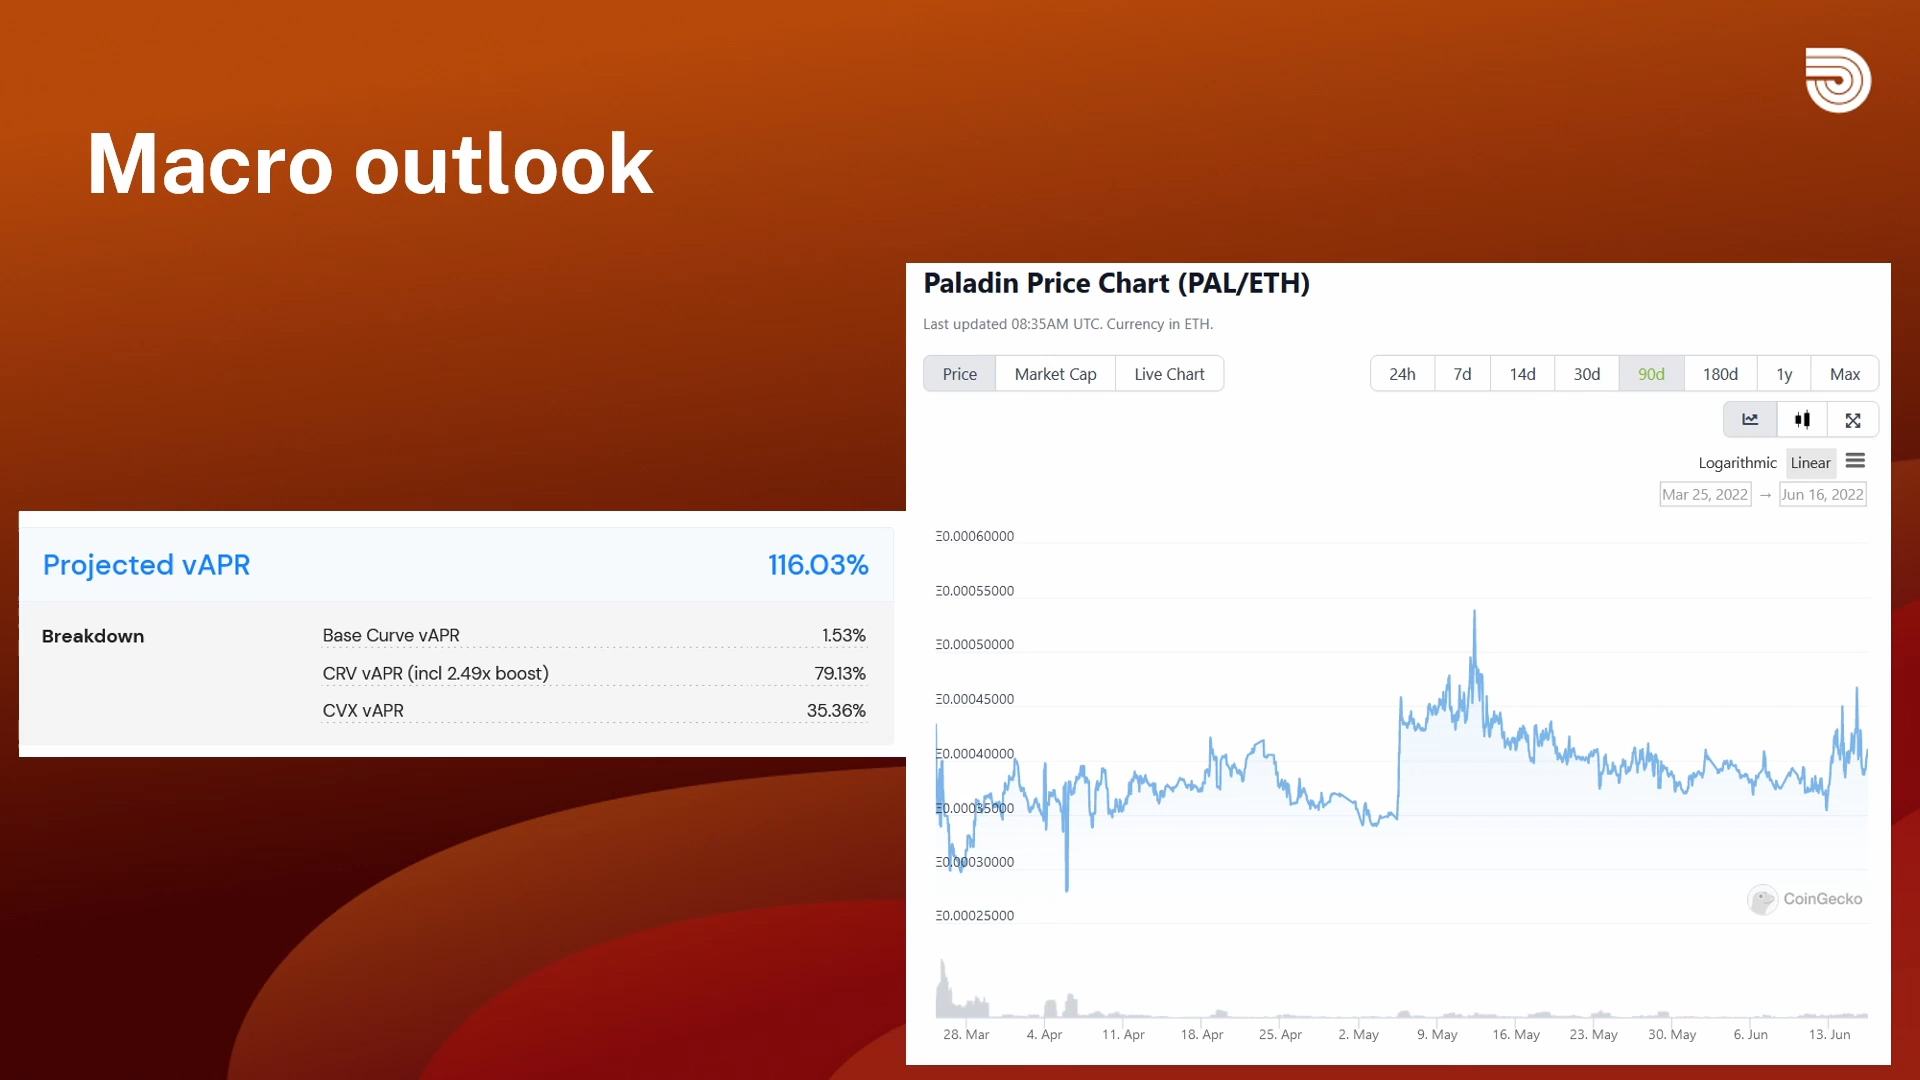 Macro outlook
Projected vAPR 116.03%
Breakdown
Base Curve vAPR 1.53%
CRV vAPR (incl 2.49x boost) 79.13%
CVX vAPR 35.36%
Paladin Price Chart (PAL/ETH)
Last updated 08:35AM UTC. Currency in ETH.
Price Market Cap Live Chart
24h 7d 14d 30d 90d 180d 1y Max
Logarithmic Linear
Mar 25, 2022 → Jun 16, 2022
Ξ0.00060000
Ξ0.00055000
Ξ0.00050000
Ξ0.00045000
Ξ0.00040000
Ξ0.00035000
Ξ0.00030000
Ξ0.00025000
CoinGecko
28. Mar 4. Apr 11. Apr 18. Apr 25. Apr 2. May 9. May 16. May 23. May 30. May 6. Jun 13. Jun